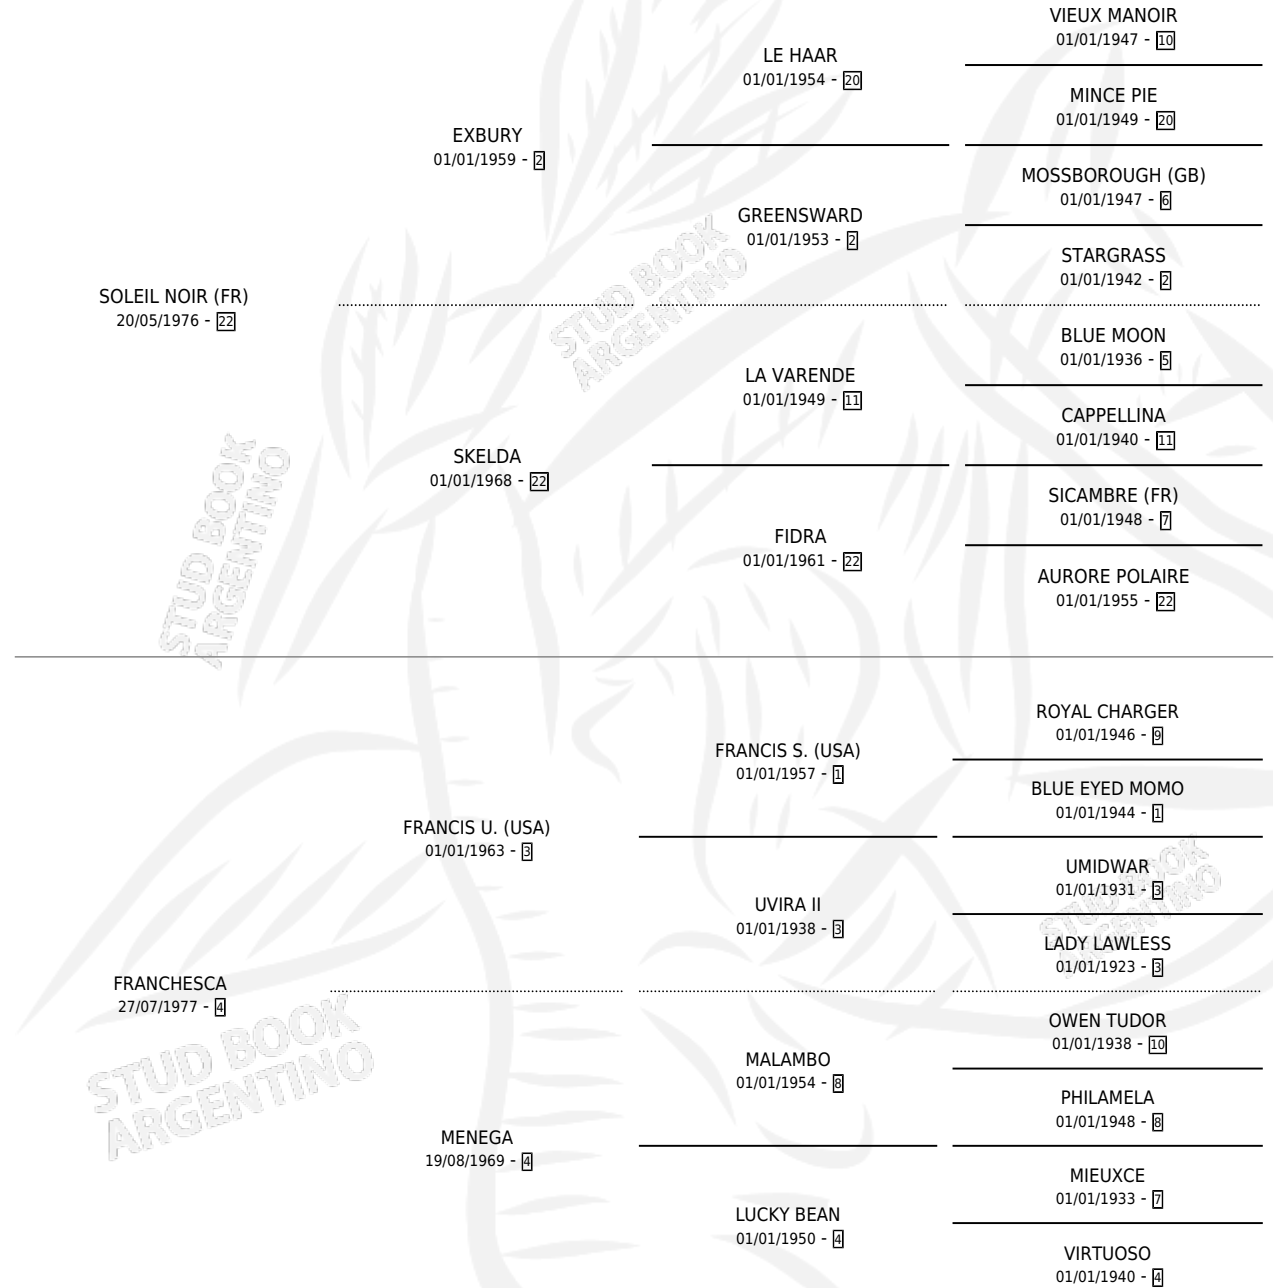 VIEUX MANOIR
01/01/1947 - 10
LE HAAR
01/01/1954 - 20
MINCE PIE
01/01/1949 - 20
EXBURY
01/01/1959 - 2
MOSSBOROUGH (GB)
01/01/1947 - 6
GREENSWARD
01/01/1953 - 2
STARGRASS
01/01/1942 - 2
SOLEIL NOIR (FR)
20/05/1976 - 22
BLUE MOON
01/01/1936 - 5
LA VARENDE
01/01/1949 - 11
CAPPELLINA
01/01/1940 - 11
SKELDA
01/01/1968 - 22
SICAMBRE (FR)
01/01/1948 - 7
FIDRA
01/01/1961 - 22
AURORE POLAIRE
01/01/1955 - 22
ROYAL CHARGER
01/01/1946 - 9
FRANCIS S. (USA)
01/01/1957 - 1
BLUE EYED MOMO
01/01/1944 - 1
FRANCIS U. (USA)
01/01/1963 - 3
UMIDWAR
01/01/1931 - 3
UVIRA II
01/01/1938 - 3
LADY LAWLESS
01/01/1923 - 3
FRANCHESCA
27/07/1977 - 4
OWEN TUDOR
01/01/1938 - 10
MALAMBO
01/01/1954 - 8
PHILAMELA
01/01/1948 - 8
MENEGA
19/08/1969 - 4
MIEUXCE
01/01/1933 - 7
LUCKY BEAN
01/01/1950 - 4
VIRTUOSO
01/01/1940 - 4
STUD BOOK
ARGENTINO
STUD BOOK
ARGENTINO
STUD BOOK
ARGENTINO
STUD BOOK
ARGENTINO